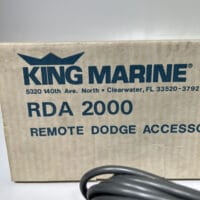 KING MARINE®
5320 140th Ave. North • Clearwater, FL 33520-3792
RDA 2000
REMOTE DODGE ACCESSO